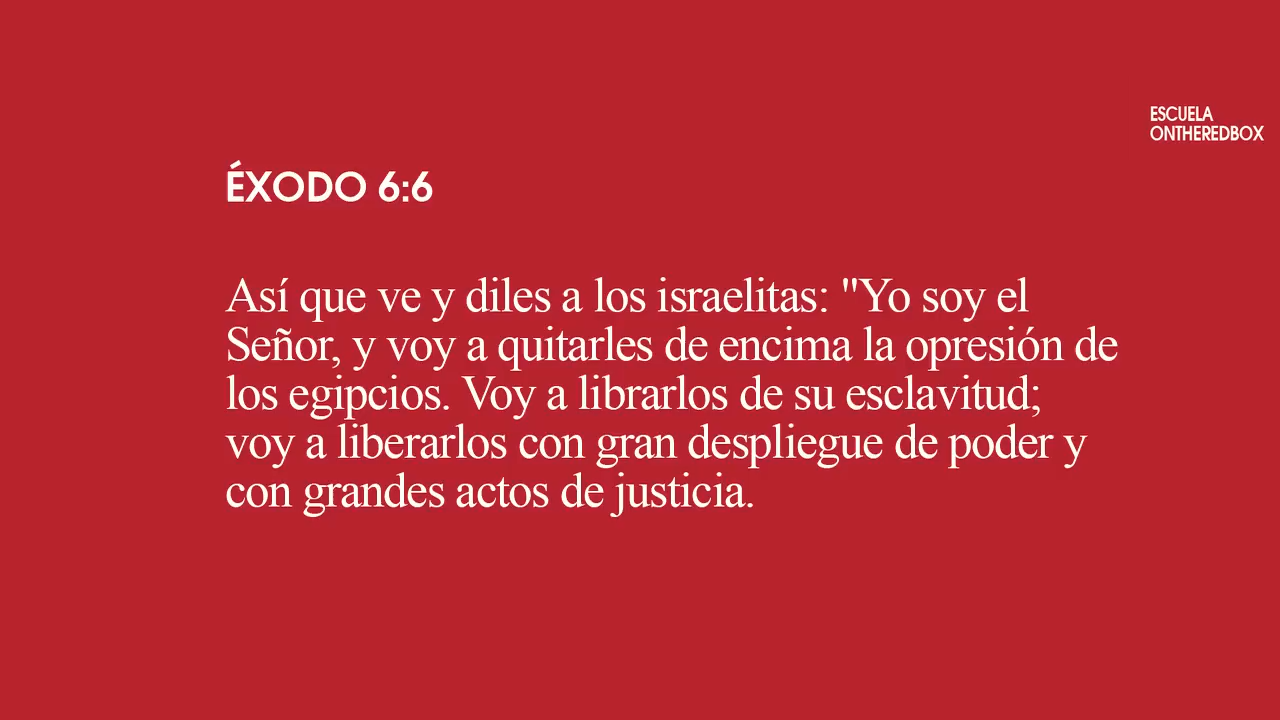 ESCUELA
ONTHEREDBOX
ÉXODO 6:6
Así que ve y diles a los israelitas: "Yo soy el
Señor, y voy a quitarles de encima la opresión de
los egipcios. Voy a librarlos de su esclavitud;
voy a liberarlos con gran despliegue de poder y
con grandes actos de justicia.